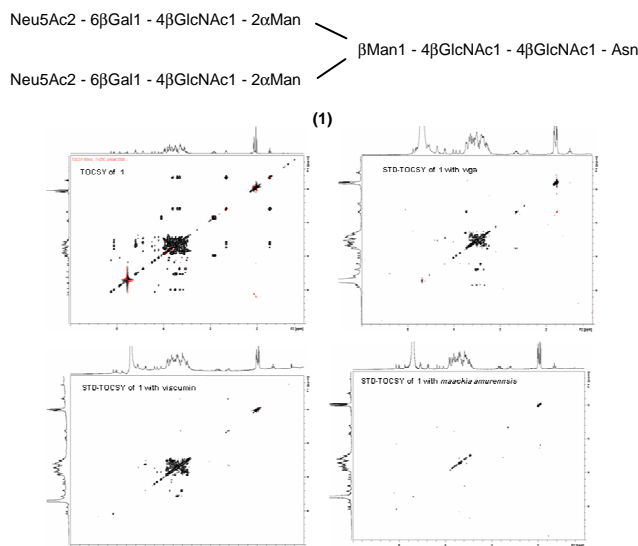 Neu5Ac2 - 6βGal1 - 4βGlcNAc1 - 2αMan
βMan1 - 4βGlcNAc1 - 4βGlcNAc1 - Asn
Neu5Ac2 - 6βGal1 - 4βGlcNAc1 - 2αMan
(1)
TOCSY of 1
STD-TOCSY of 1 with wga
STD-TOCSY of 1 with viscumin
STD-TOCSY of 1 with maackia amurensis